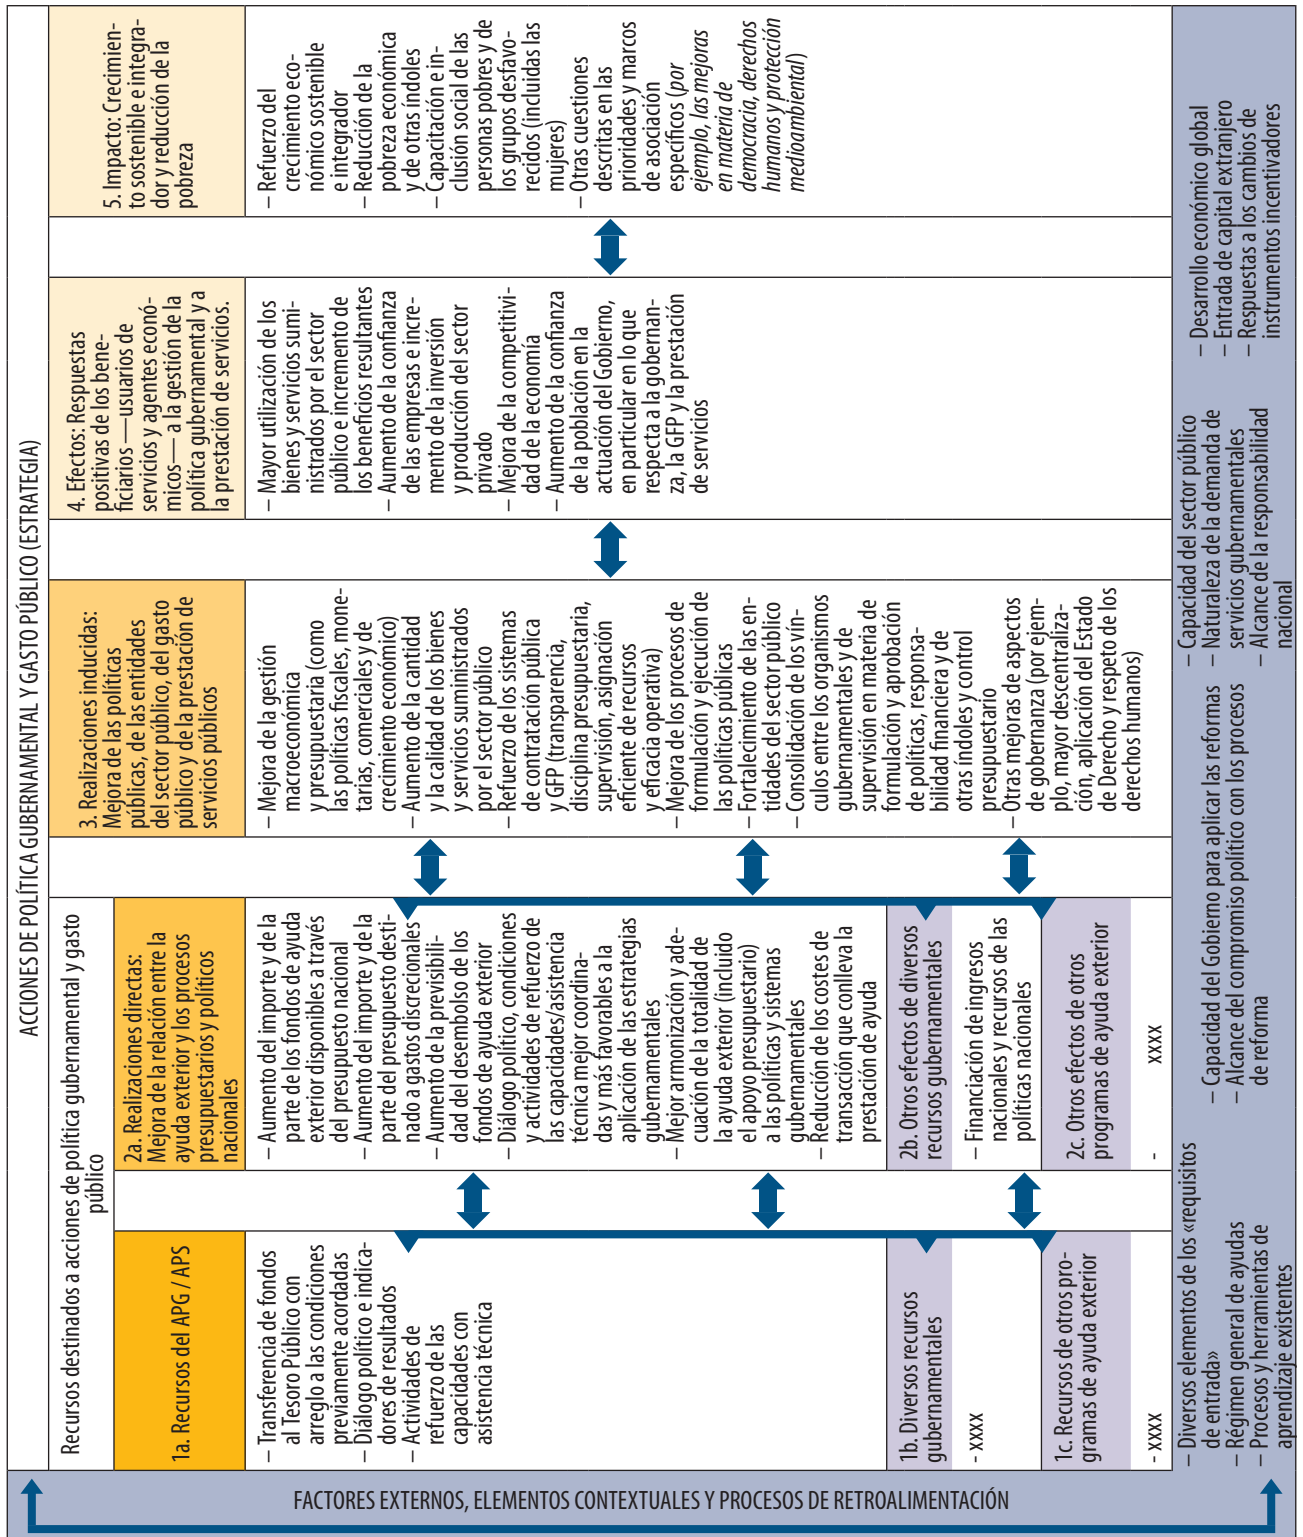 ACCIONES DE POLÍTICA GUBERNAMENTAL Y GASTO PÚBLICO (ESTRATEGIA)
Recursos destinados a acciones de política gubernamental y gasto
público
1a. Recursos del APG / APS
– Transferencia de fondos
al Tesoro Público con
arreglo a las condiciones
previamente acordadas
– Diálogo político e indica-
dores de resultados
– Actividades de
refuerzo de las
capacidades con
asistencia técnica
1b. Diversos recursos
gubernamentales
- xxxx
1c. Recursos de otros pro-
gramas de ayuda exterior
- xxxx
2a. Realizaciones directas:
Mejora de la relación entre la
ayuda exterior y los procesos
presupuestarios y políticos
nacionales
– Aumento del importe y de la
parte de los fondos de ayuda
exterior disponibles a través
del presupuesto nacional
– Aumento del importe y de la
parte del presupuesto desti-
nado a gastos discrecionales
– Aumento de la previsibili-
dad del desembolso de los
fondos de ayuda exterior
– Diálogo político, condiciones
y actividades de refuerzo de
las capacidades/asistencia
técnica mejor coordina-
das y más favorables a la
aplicación de las estrategias
gubernamentales
– Mejor armonización y ade-
cuación de la totalidad de
la ayuda exterior (incluido
el apoyo presupuestario)
a las políticas y sistemas
gubernamentales
– Reducción de los costes de
transacción que conlleva la
prestación de ayuda
2b. Otros efectos de diversos
recursos gubernamentales
– Financiación de ingresos
nacionales y recursos de las
políticas nacionales
2c. Otros efectos de otros
programas de ayuda exterior
- xxxx
3. Realizaciones inducidas:
Mejora de las políticas
públicas, de las entidades
del sector público, del gasto
público y de la prestación de
servicios públicos
– Mejora de la gestión
macroeconómica
y presupuestaria (como
las políticas fiscales, mone-
tarias, comerciales y de
crecimiento económico)
– Aumento de la cantidad
y la calidad de los bienes
y servicios suministrados
por el sector público
– Refuerzo de los sistemas
de contratación pública
y GFP (transparencia,
disciplina presupuestaria,
supervisión, asignación
eficiente de recursos
y eficacia operativa)
– Mejora de los procesos de
formulación y ejecución de
las políticas públicas
– Fortalecimiento de las en-
tidades del sector público
– Consolidación de los vín-
culos entre los organismos
gubernamentales y de
supervisión en materia de
formulación y aprobación
de políticas, responsa-
bilidad financiera y de
otras índoles y control
presupuestario
– Otras mejoras de aspectos
de gobernanza (por ejem-
plo, mayor descentraliza-
ción, aplicación del Estado
de Derecho y respeto de los
derechos humanos)
4. Efectos: Respuestas
positivas de los bene-
ficiarios —usuarios de
servicios y agentes econó-
micos— a la gestión de la
política gubernamental y a
la prestación de servicios.
– Mayor utilización de los
bienes y servicios sumi-
nistrados por el sector
público e incremento de
los beneficios resultantes
– Aumento de la confianza
de las empresas e incre-
mento de la inversión
y producción del sector
privado
– Mejora de la competitivi-
dad de la economía
– Aumento de la confianza
de la población en la
actuación del Gobierno,
en particular en lo que
respecta a la gobernan-
za, la GFP y la prestación
de servicios
5. Impacto: Crecimien-
to sostenible e integra-
dor y reducción de la
pobreza
– Refuerzo del
crecimiento eco-
nómico sostenible
e integrador
– Reducción de la
pobreza económica
y de otras índoles
– Capacitación e in-
clusión social de las
personas pobres y de
los grupos desfavo-
recidos (incluidas las
mujeres)
– Otras cuestiones
descritas en las
prioridades y marcos
de asociación
específicos (por
ejemplo, las mejoras
en materia de
democracia, derechos
humanos y protección
medioambiental)
FACTORES EXTERNOS, ELEMENTOS CONTEXTUALES Y PROCESOS DE RETROALIMENTACIÓN
– Diversos elementos de los «requisitos
de entrada»
– Régimen general de ayudas
– Procesos y herramientas de
aprendizaje existentes
– Capacidad del Gobierno para aplicar las reformas
– Alcance del compromiso político con los procesos
de reforma
– Capacidad del sector público
– Naturaleza de la demanda de
servicios gubernamentales
– Alcance de la responsabilidad
nacional
– Desarrollo económico global
– Entrada de capital extranjero
– Respuestas a los cambios de
instrumentos incentivadores